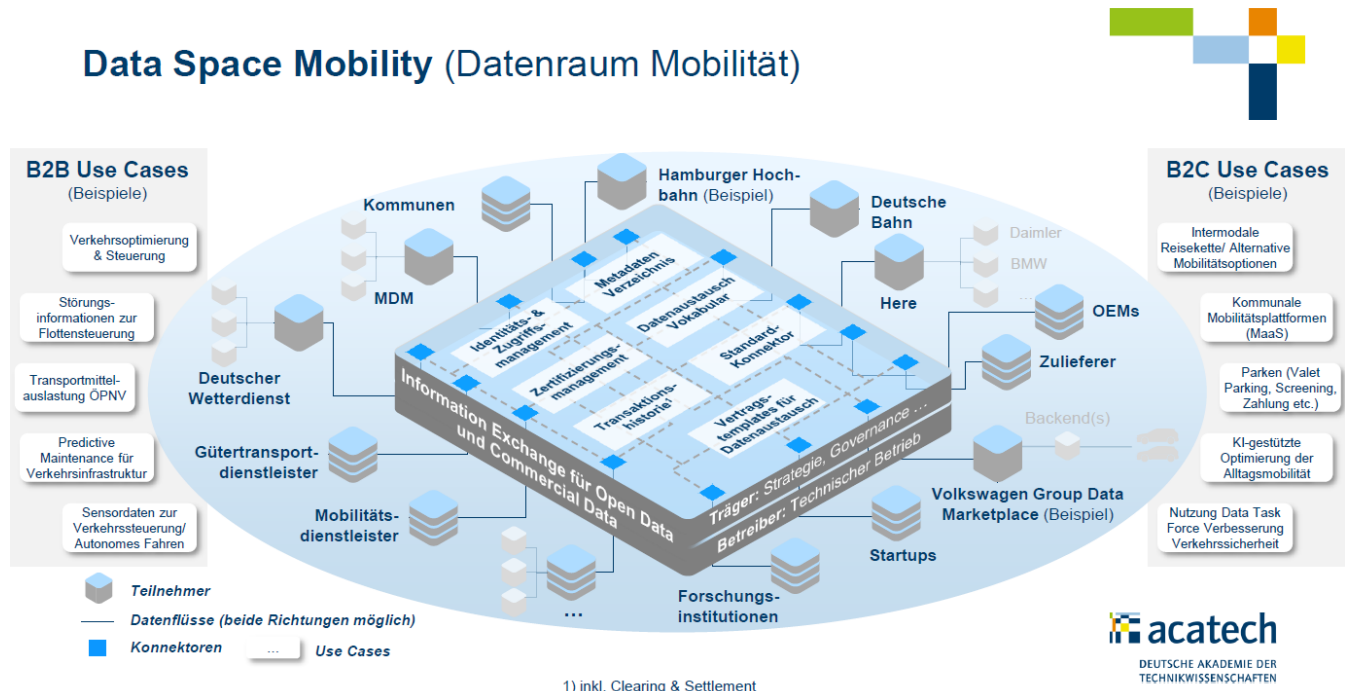 Data Space Mobility (Datenraum Mobilität)
B2B Use Cases
(Beispiele)
Verkehrsoptimierung
& Steuerung
Störungs-
informationen zur
Flottensteuerung
Transportmittel-
auslastung ÖPNV
Predictive
Maintenance für
Verkehrsinfrastruktur
Sensordaten zur
Verkehrssteuerung/
Autonomes Fahren
Kommunen
MDM
Deutscher
Wetterdienst
Gütertransport-
dienstleister
Mobilitäts-
dienstleister
...
Hamburger Hoch-
bahn (Beispiel)
Deutsche
Bahn
Here
Daimler
BMW
...
OEMs
Zulieferer
Backend(s)
Volkswagen Group Data
Marketplace (Beispiel)
Startups
Forschungs-
institutionen
Metadaten
Verzeichnis
Datenaustausch
Vokabular
Identitäts- &
Zugriffs-
management
Standard-
Konnektor
Zertifizierungs-
management
Transaktions-
historie¹
Vertrags-
templates für
Datenaustausch
Information Exchange für Open Data
und Commercial Data
Träger: Strategie, Governance ...
Betreiber: Technischer Betrieb
B2C Use Cases
(Beispiele)
Intermodale
Reisekette/ Alternative
Mobilitätsoptionen
Kommunale
Mobilitätsplattformen
(MaaS)
Parken (Valet
Parking, Screening,
Zahlung etc.)
KI-gestützte
Optimierung der
Alltagsmobilität
Nutzung Data Task
Force Verbesserung
Verkehrssicherheit
Teilnehmer
Datenflüsse (beide Richtungen möglich)
Konnektoren
... Use Cases
1) inkl. Clearing & Settlement
acatech
DEUTSCHE AKADEMIE DER
TECHNIKWISSENSCHAFTEN